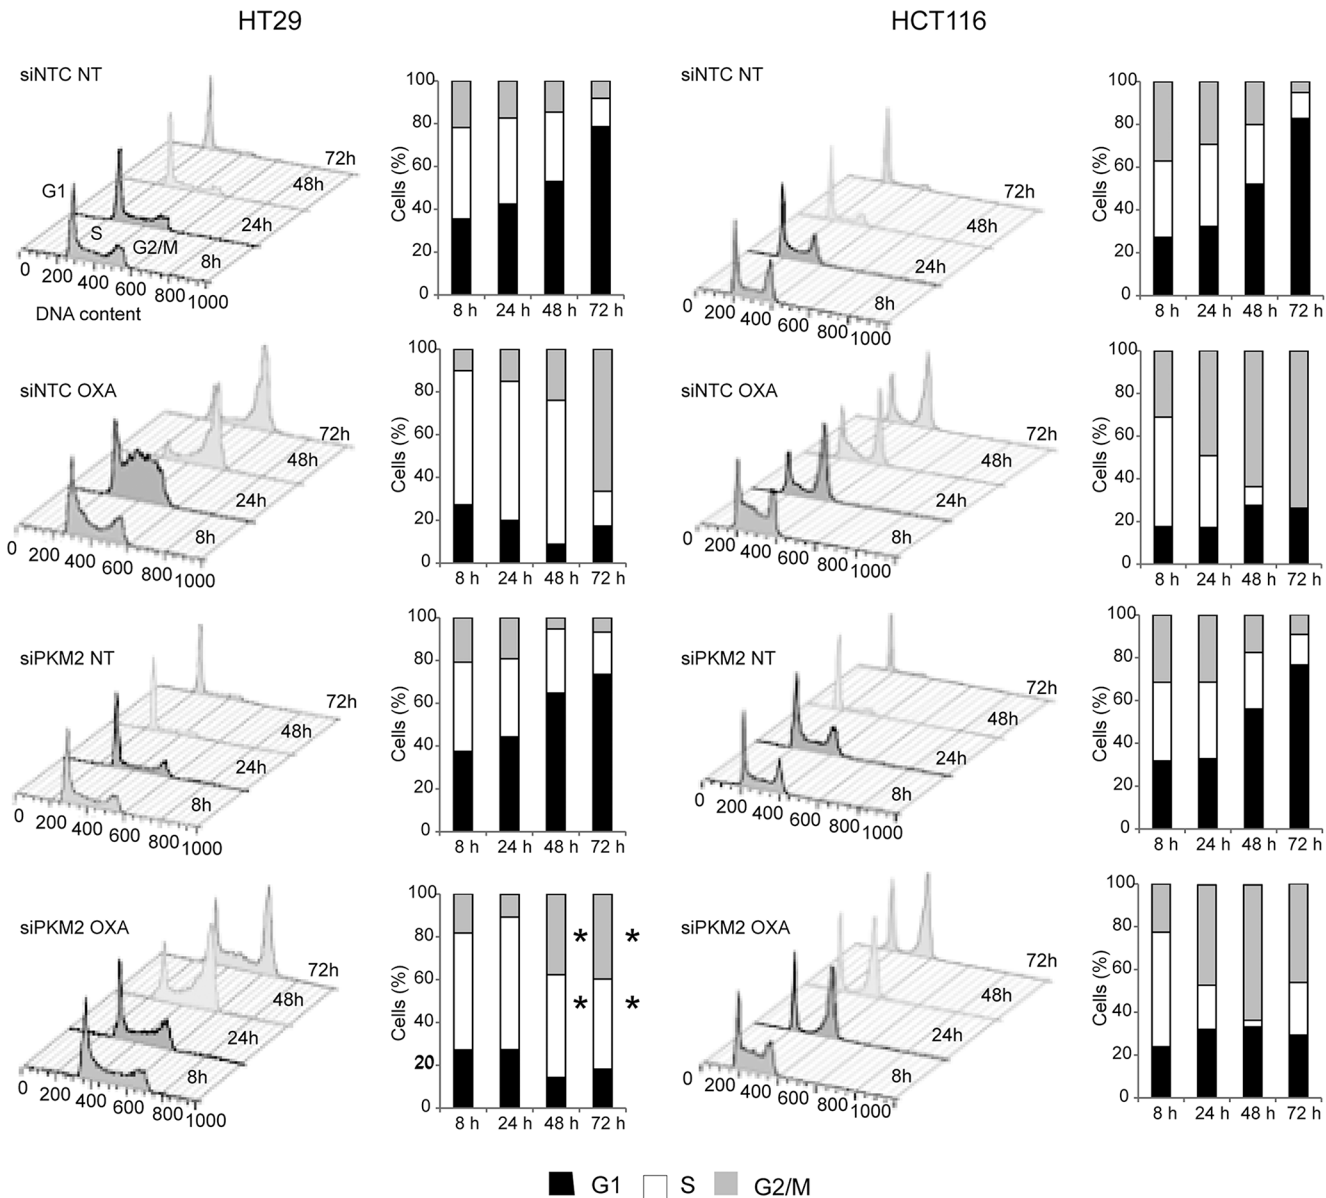 HT29 HCT116
siNTC NT
G1
S
G2/M
0 200 400 600 800 1000
8h 24h 48h 72h
DNA content
Cells (%)
100
80
60
40
20
0
8 h 24 h 48 h 72 h
siNTC NT
0 200 400 600 800 1000
8h 24h 48h 72h
Cells (%)
100
80
60
40
20
0
8 h 24 h 48 h 72 h
siNTC OXA
0 200 400 600 800 1000
8h 24h 48h 72h
Cells (%)
100
80
60
40
20
0
8 h 24 h 48 h 72 h
siNTC OXA
0 200 400 600 800 1000
8h 24h 48h 72h
Cells (%)
100
80
60
40
20
0
8 h 24 h 48 h 72 h
siPKM2 NT
0 200 400 600 800 1000
8h 24h 48h 72h
Cells (%)
100
80
60
40
20
0
8 h 24 h 48 h 72 h
siPKM2 NT
0 200 400 600 800 1000
8h 24h 48h 72h
Cells (%)
100
80
60
40
20
0
8 h 24 h 48 h 72 h
siPKM2 OXA
0 200 400 600 800 1000
8h 24h 48h 72h
Cells (%)
100
80
60
40
20
0
* *
* *
8 h 24 h 48 h 72 h
siPKM2 OXA
0 200 400 600 800 1000
8h 24h 48h 72h
Cells (%)
100
80
60
40
20
0
8 h 24 h 48 h 72 h
G1 S G2/M